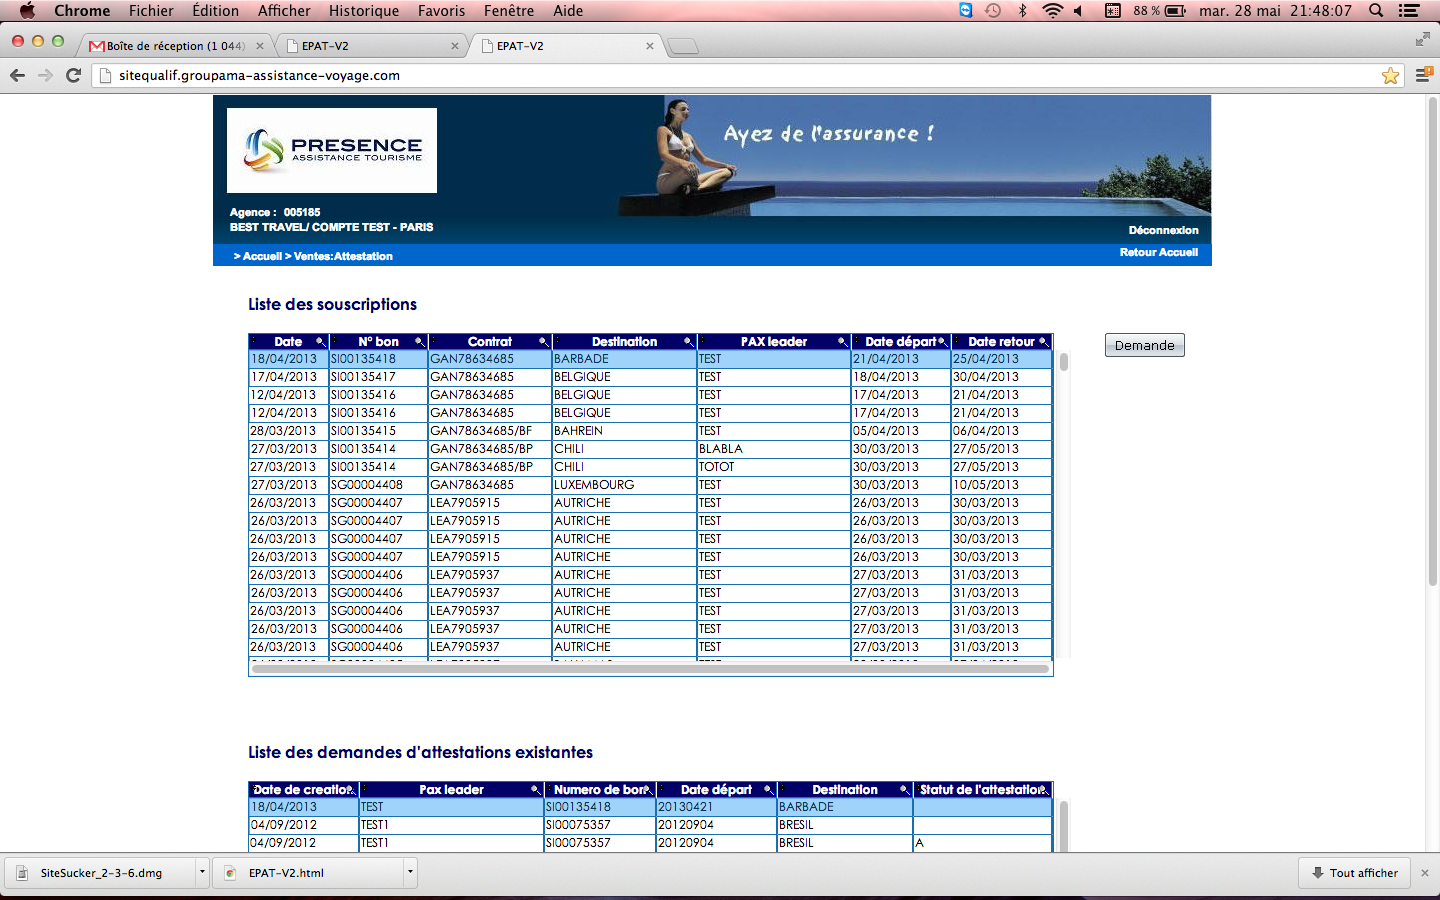 Chrome Fichier Édition Afficher Historique Favoris Fenêtre Aide 88 % mar. 28 mai 21:48:07
Boîte de réception (1 044) EPAT-V2 EPAT-V2
sitequalif.groupama-assistance-voyage.com
PRESENCE
ASSISTANCE TOURISME
Ayez de l'assurance !
Agence : 005185
BEST TRAVEL/ COMPTE TEST - PARIS
Déconnexion
> Accueil > Ventes:Attestation
Retour Accueil
Liste des souscriptions
Date N° bon Contrat Destination PAX leader Date départ Date retour
Demande
18/04/2013 SI00135418 GAN78634685 BARBADE TEST 21/04/2013 25/04/2013
17/04/2013 SI00135417 GAN78634685 BELGIQUE TEST 18/04/2013 30/04/2013
12/04/2013 SI00135416 GAN78634685 BELGIQUE TEST 17/04/2013 21/04/2013
12/04/2013 SI00135416 GAN78634685 BELGIQUE TEST 17/04/2013 21/04/2013
28/03/2013 SI00135415 GAN78634685/BF BAHREIN TEST 05/04/2013 06/04/2013
27/03/2013 SI00135414 GAN78634685/BP CHILI BLABLA 30/03/2013 27/05/2013
27/03/2013 SI00135414 GAN78634685/BP CHILI TOTOT 30/03/2013 27/05/2013
27/03/2013 SG00004408 GAN78634685 LUXEMBOURG TEST 30/03/2013 10/05/2013
26/03/2013 SG00004407 LEA7905915 AUTRICHE TEST 26/03/2013 30/03/2013
26/03/2013 SG00004407 LEA7905915 AUTRICHE TEST 26/03/2013 30/03/2013
26/03/2013 SG00004407 LEA7905915 AUTRICHE TEST 26/03/2013 30/03/2013
26/03/2013 SG00004407 LEA7905915 AUTRICHE TEST 26/03/2013 30/03/2013
26/03/2013 SG00004406 LEA7905937 AUTRICHE TEST 27/03/2013 31/03/2013
26/03/2013 SG00004406 LEA7905937 AUTRICHE TEST 27/03/2013 31/03/2013
26/03/2013 SG00004406 LEA7905937 AUTRICHE TEST 27/03/2013 31/03/2013
26/03/2013 SG00004406 LEA7905937 AUTRICHE TEST 27/03/2013 31/03/2013
26/03/2013 SG00004406 LEA7905937 AUTRICHE TEST 27/03/2013 31/03/2013
Liste des demandes d'attestations existantes
Date de creation Pax leader Numero de bon Date départ Destination Statut de l'attestation
18/04/2013 TEST SI00135418 20130421 BARBADE
04/09/2012 TEST1 SI00075357 20120904 BRESIL
04/09/2012 TEST1 SI00075357 20120904 BRESIL A
SiteSucker_2-3-6.dmg EPAT-V2.html Tout afficher